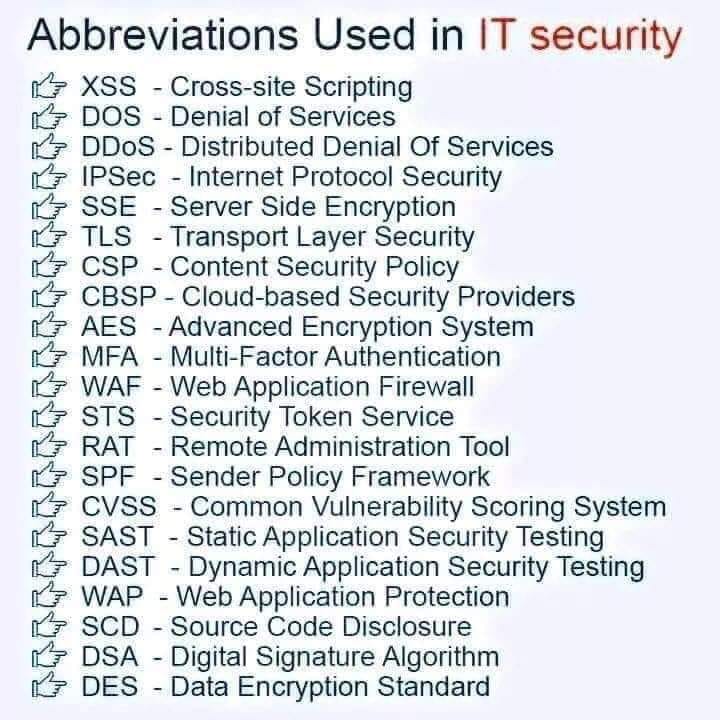 Abbreviations Used in IT security
XSS - Cross-site Scripting
DOS - Denial of Services
DDoS - Distributed Denial Of Services
IPSec - Internet Protocol Security
SSE - Server Side Encryption
TLS - Transport Layer Security
CSP - Content Security Policy
CBSP - Cloud-based Security Providers
AES - Advanced Encryption System
MFA - Multi-Factor Authentication
WAF - Web Application Firewall
STS - Security Token Service
RAT - Remote Administration Tool
SPF - Sender Policy Framework
CVSS - Common Vulnerability Scoring System
SAST - Static Application Security Testing
DAST - Dynamic Application Security Testing
WAP - Web Application Protection
SCD - Source Code Disclosure
DSA - Digital Signature Algorithm
DES - Data Encryption Standard